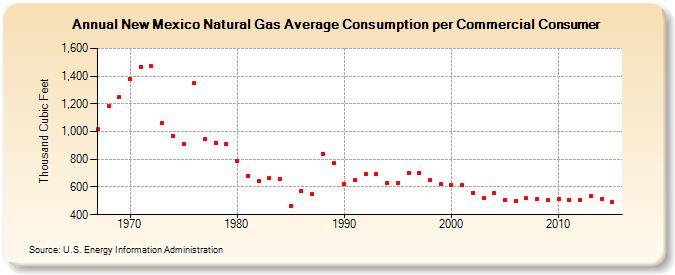 Annual New Mexico Natural Gas Average Consumption per Commercial Consumer
Thousand Cubic Feet
1,600
1,400
1,200
1,000
800
600
400
1970 1980 1990 2000 2010
Source: U.S. Energy Information Administration